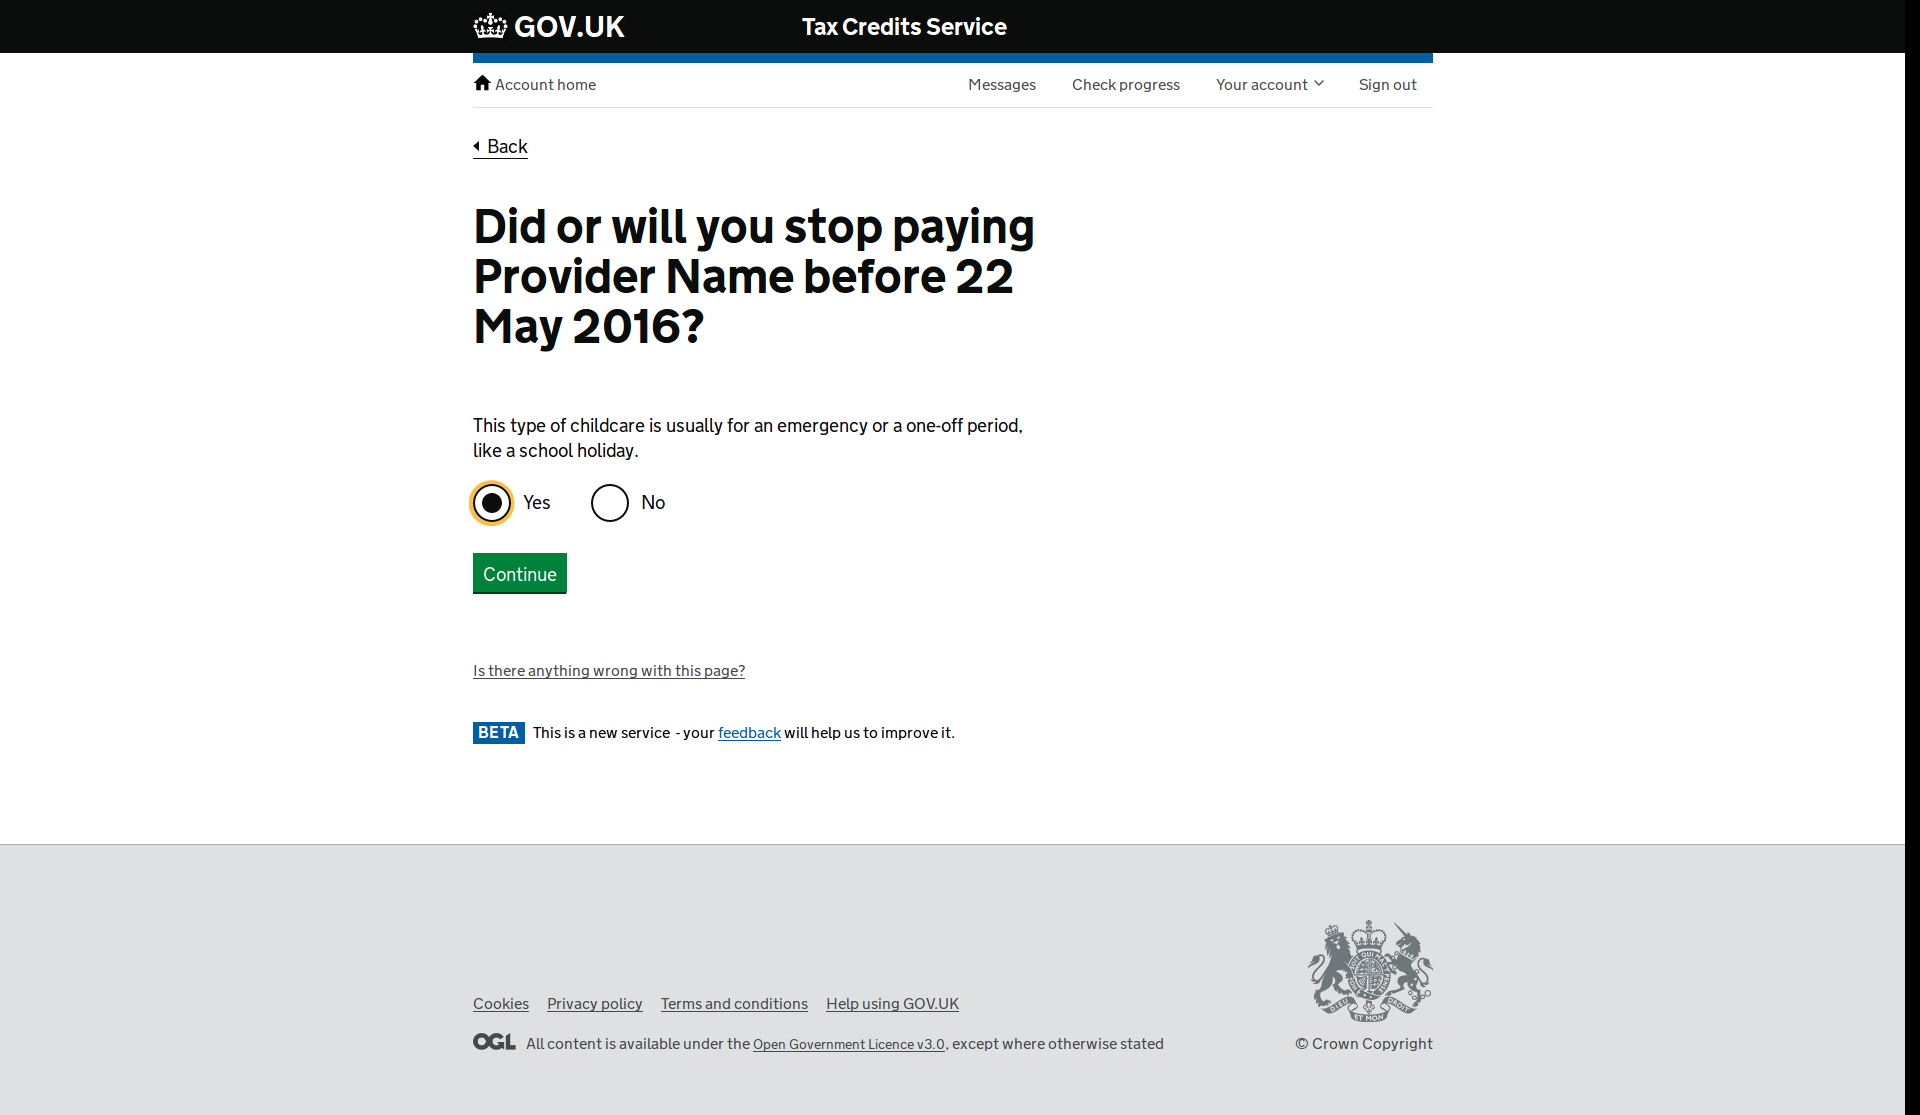 GOV.UK
Tax Credits Service
Account home
Messages
Check progress
Your account
Sign out
Back
Did or will you stop paying
Provider Name before 22
May 2016?
This type of childcare is usually for an emergency or a one-off period,
like a school holiday.
Yes
No
Continue
Is there anything wrong with this page?
BETA This is a new service - your feedback will help us to improve it.
Cookies
Privacy policy
Terms and conditions
Help using GOV.UK
OGL All content is available under the Open Government Licence v3.0, except where otherwise stated
© Crown Copyright